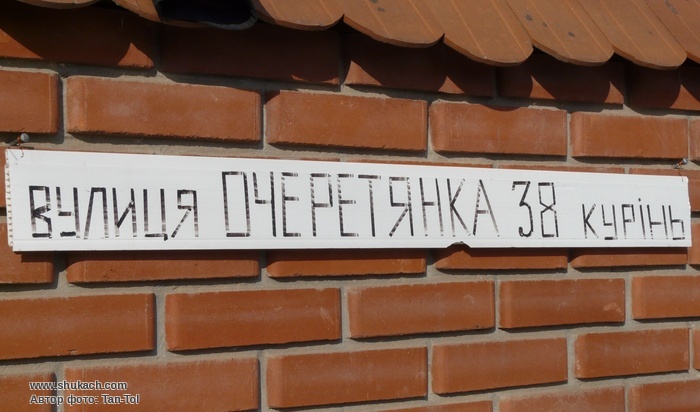 вулиця ОЧЕРЕТЯНКА 38 курінь
www.shukach.com
Автор фото: Tan-Tol